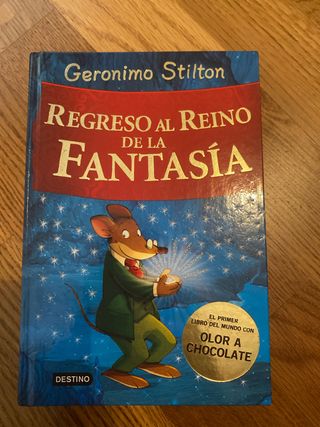 Geronimo Stilton
REGRESO AL REINO
DE LA
FANTASÍA
EL PRIMER
LIBRO DEL MUNDO CON
OLOR A
CHOCOLATE
DESTINO